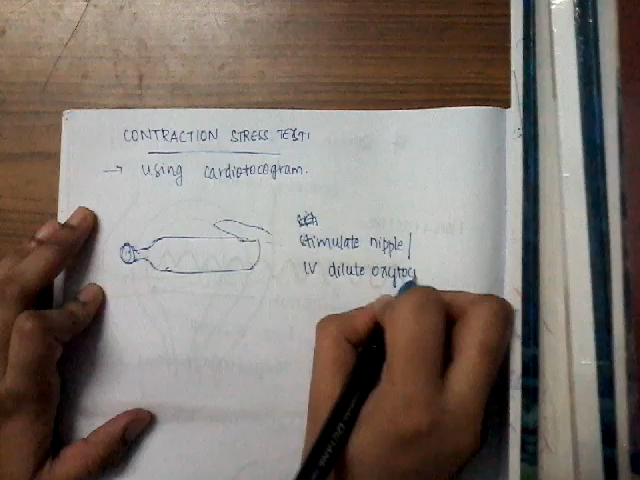 CONTRACTION STRESS TEST
→ Using cardiotocogram.
Stimulate nipple/
IV dilute oxytoc